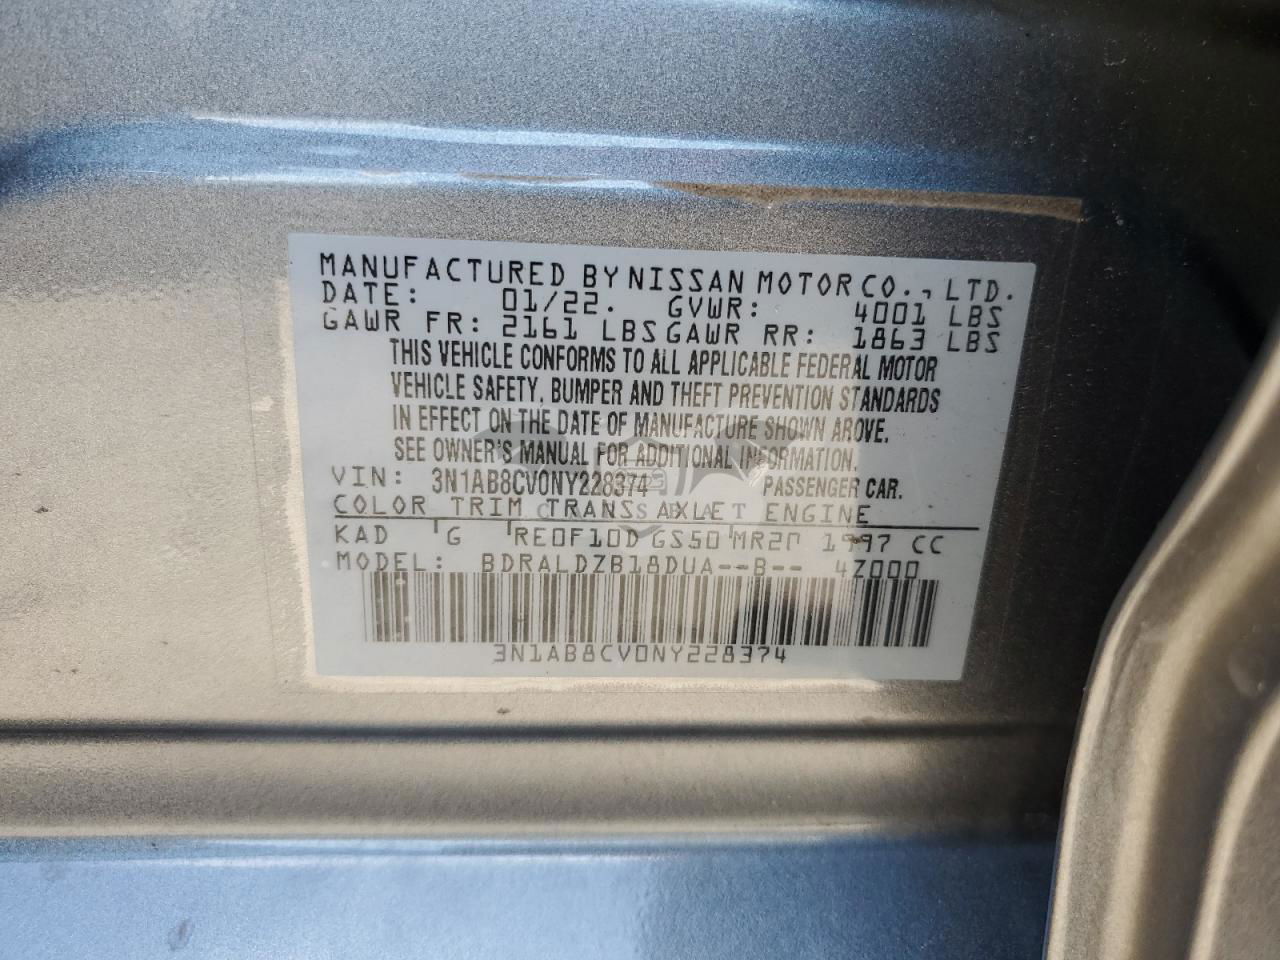 MANUFACTURED BY NISSAN MOTOR CO., LTD.
DATE: 01/22. GVWR: 4001 LBS
GAWR FR: 2161 LBS GAWR RR: 1863 LBS
THIS VEHICLE CONFORMS TO ALL APPLICABLE FEDERAL MOTOR
VEHICLE SAFETY, BUMPER AND THEFT PREVENTION STANDARDS
IN EFFECT ON THE DATE OF MANUFACTURE SHOWN ABOVE.
SEE OWNER'S MANUAL FOR ADDITIONAL INFORMATION.
VIN: 3N1AB8CV0NY228374 PASSENGER CAR.
COLOR TRIM TRANS AXLE ENGINE
KAD G RE0F10D GS50 MR20 1997 CC
MODEL: BDRALDZB18DUA--B-- 4Z000
3N1AB8CV0NY228374